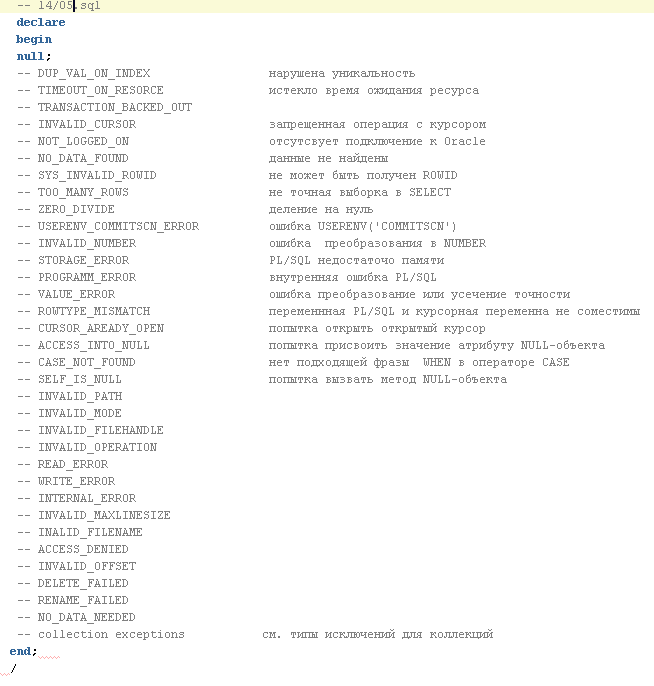 -- 14/05.sql
declare
begin
null;
-- DUP_VAL_ON_INDEX нарушена уникальность
-- TIMEOUT_ON_RESORCE истекло время ожидания ресурса
-- TRANSACTION_BACKED_OUT
-- INVALID_CURSOR запрещенная операция с курсором
-- NOT_LOGGED_ON отсутсвует подключение к Oracle
-- NO_DATA_FOUND данные не найдены
-- SYS_INVALID_ROWID не может быть получен ROWID
-- TOO_MANY_ROWS не точная выборка в SELECT
-- ZERO_DIVIDE деление на нуль
-- USERENV_COMMITSCN_ERROR ошибка USERENV('COMMITSCN')
-- INVALID_NUMBER ошибка  преобразования в NUMBER
-- STORAGE_ERROR PL/SQL недостаточо памяти
-- PROGRAMM_ERROR внутренняя ошибка PL/SQL
-- VALUE_ERROR ошибка преобразование или усечение точности
-- ROWTYPE_MISMATCH переменнная PL/SQL и курсорная переменна не соместимы
-- CURSOR_AREADY_OPEN попытка открыть открытый курсор
-- ACCESS_INTO_NULL попытка присвоить значение атрибуту NULL-объекта
-- CASE_NOT_FOUND нет подходящей фразы  WHEN в операторе CASE
-- SELF_IS_NULL попытка вызвать метод NULL-объекта
-- INVALID_PATH
-- INVALID_MODE
-- INVALID_FILEHANDLE
-- INVALID_OPERATION
-- READ_ERROR
-- WRITE_ERROR
-- INTERNAL_ERROR
-- INVALID_MAXLINESIZE
-- INALID_FILENAME
-- ACCESS_DENIED
-- INVALID_OFFSET
-- DELETE_FAILED
-- RENAME_FAILED
-- NO_DATA_NEEDED
-- collection exceptions см. типы исключений для коллекций
end;
/